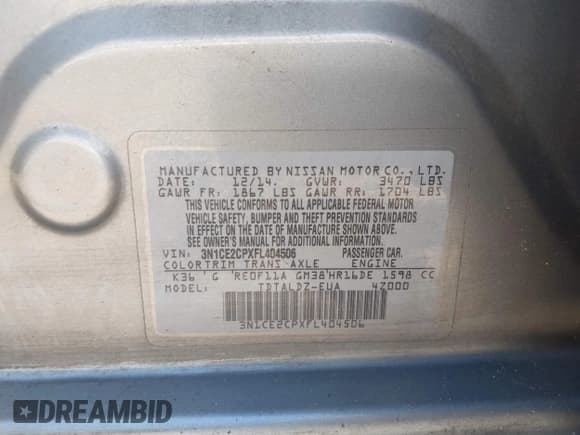 MANUFACTURED BY NISSAN MOTOR CO., LTD.
DATE: 12/14. GVWR: 3470 LBS
GAWR FR: 1867 LBS GAWR RR: 1704 LBS
THIS VEHICLE CONFORMS TO ALL APPLICABLE FEDERAL MOTOR
VEHICLE SAFETY, BUMPER AND THEFT PREVENTION STANDARDS
IN EFFECT ON THE DATE OF MANUFACTURE SHOWN ABOVE.
SEE OWNER'S MANUAL FOR ADDITIONAL INFORMATION.
VIN: 3N1CE2CPXFL404506 PASSENGER CAR.
COLOR TRIM TRANS AXLE ENGINE
K36 'G 'RE0F11A GM38'HR16DE 1598 CC
MODEL: TDTALDZ-EUA 4Z000
3N1CE2CPXFL404506
DREAMBID